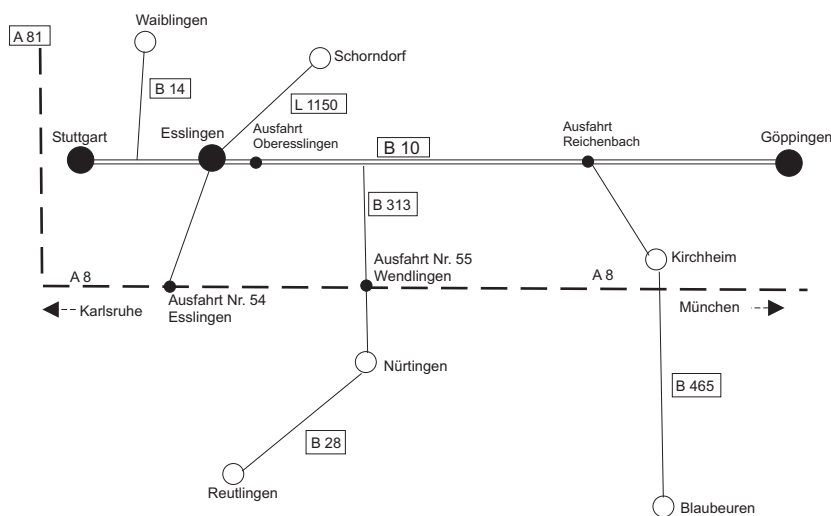 Waiblingen
A 81
Schorndorf
B 14
L 1150
Stuttgart
Esslingen
Ausfahrt
Oberesslingen
B 10
Ausfahrt
Reichenbach
Göppingen
B 313
A 8
Ausfahrt Nr. 55
Wendlingen
A 8
Kirchheim
Karlsruhe
Ausfahrt Nr. 54
Esslingen
München
Nürtingen
B 465
B 28
Reutlingen
Blaubeuren